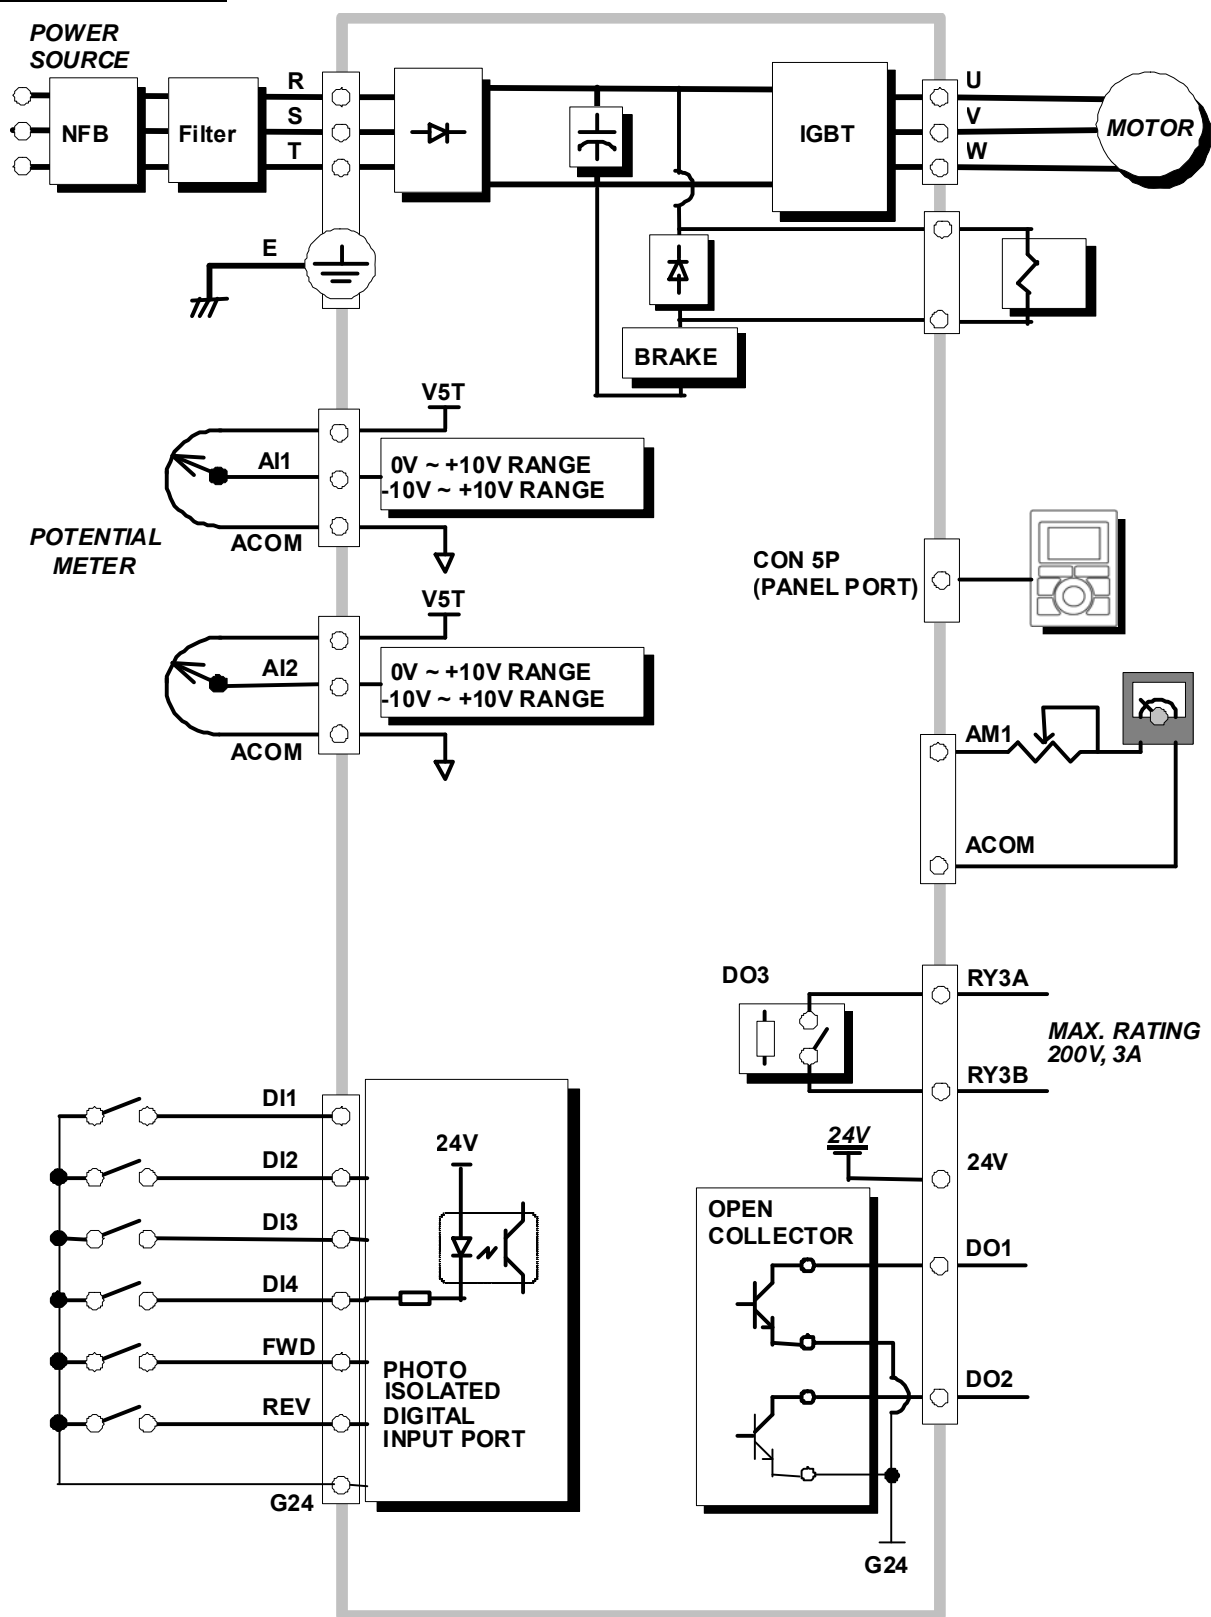 POWER
SOURCE
NFB
Filter
R
S
T
E
IGBT
U
V
W
MOTOR
BRAKE
V5T
AI1
0V ~ +10V RANGE
-10V ~ +10V RANGE
ACOM
POTENTIAL
METER
V5T
AI2
0V ~ +10V RANGE
-10V ~ +10V RANGE
ACOM
CON 5P
(PANEL PORT)
AM1
ACOM
DO3
RY3A
MAX. RATING
200V, 3A
RY3B
24V
24V
OPEN
COLLECTOR
DO1
DO2
G24
DI1
DI2
DI3
DI4
FWD
REV
G24
24V
PHOTO
ISOLATED
DIGITAL
INPUT PORT